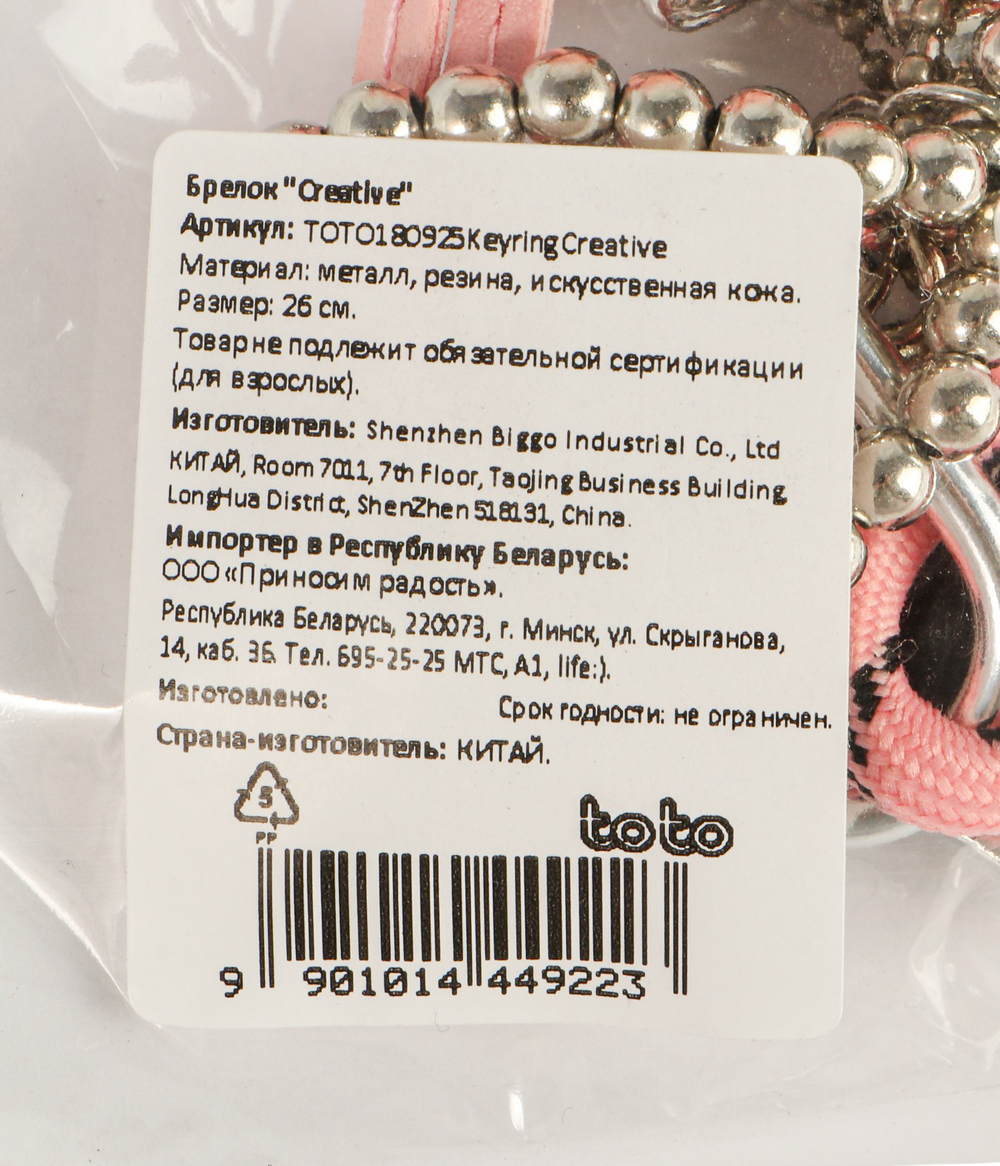 Брелок "Creative"
Артикул: TOTO180925KeyringCreative
Материал: металл, резина, искусственная кожа.
Размер: 26 см.
Товар не подлежит обязательной сертификации
(для взрослых).
Изготовитель: Shenzhen Biggo Industrial Co., Ltd
КИТАЙ, Room 7011, 7th Floor, Taojing Business Building
LongHua District, ShenZhen 518131, China.
Импортер в Республику Беларусь:
ООО «Приносим радость».
Республика Беларусь, 220073, г. Минск, ул. Скрыганова,
14, каб. 36. Тел. 695-25-25 МТС, А1, life:).
Изготовлено: Срок годности: не ограничен.
Страна-изготовитель: КИТАЙ.
5
PP
toto
9 901014 449223